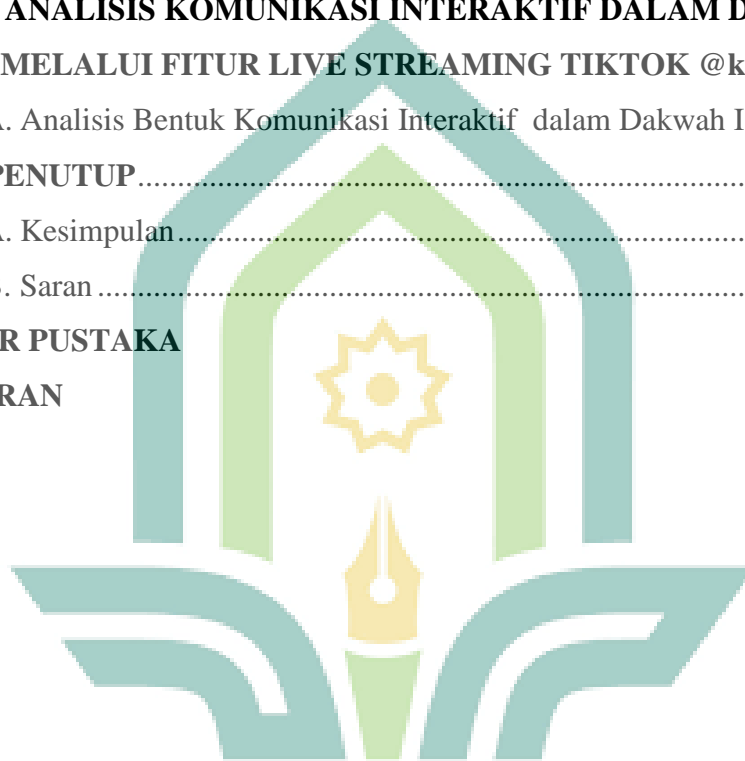 ANALISIS KOMUNIKASI INTERAKTIF DALAM D
MELALUI FITUR LIVE STREAMING TIKTOK @k
. Analisis Bentuk Komunikasi Interaktif dalam Dakwah I
PENUTUP........................................................................
. Kesimpulan...................................................................
. Saran............................................................................
R PUSTAKA
RAN